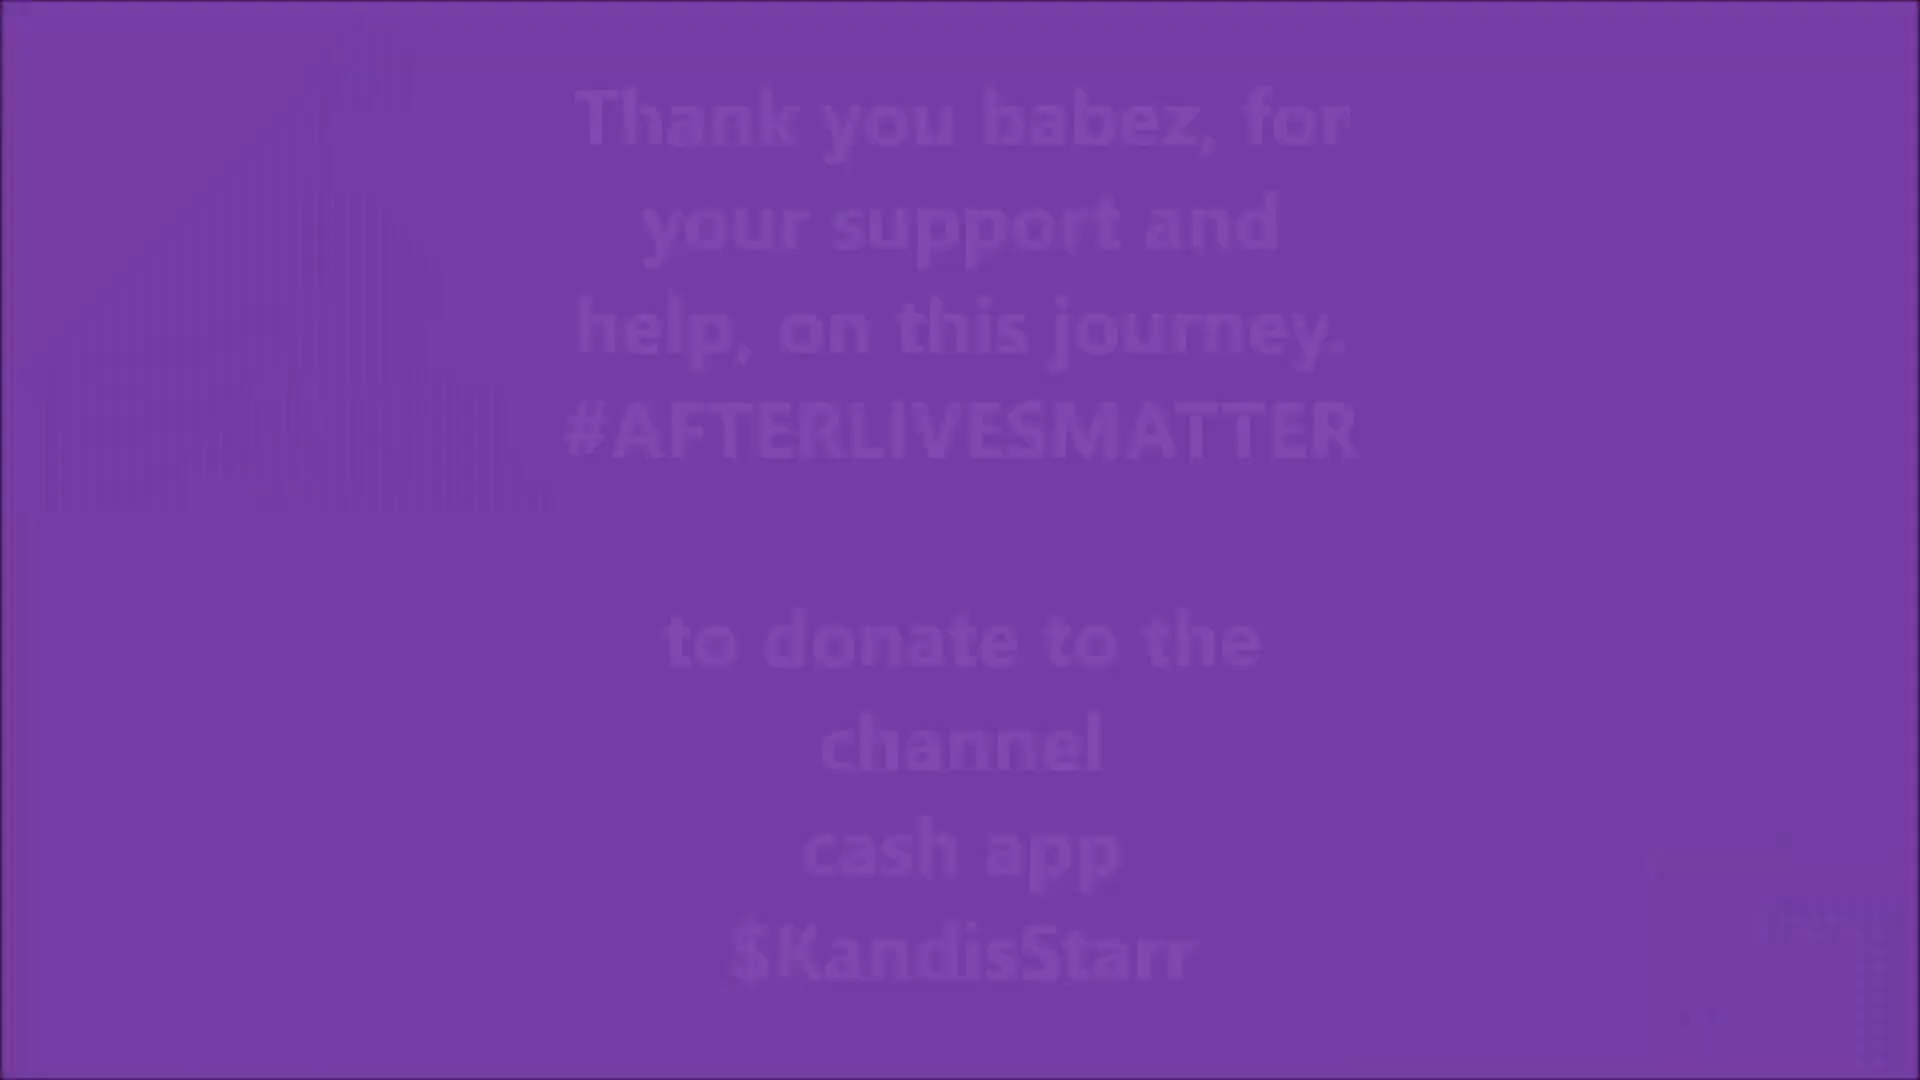 Thank you babez, for
your support and
help, on this journey.
#AFTERLIVESMATTER
to donate to the
channel
cash app
$KandisStarr